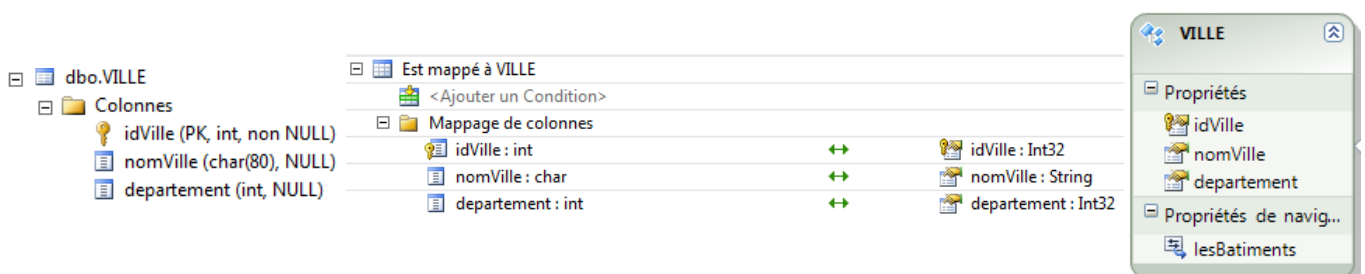 dbo.VILLE
Colonnes
idVille (PK, int, non NULL)
nomVille (char(80), NULL)
departement (int, NULL)
Est mappé à VILLE
<Ajouter un Condition>
Mappage de colonnes
idVille : int idVille : Int32
nomVille : char nomVille : String
departement : int departement : Int32
VILLE
Propriétés
idVille
nomVille
departement
Propriétés de navig...
lesBatiments